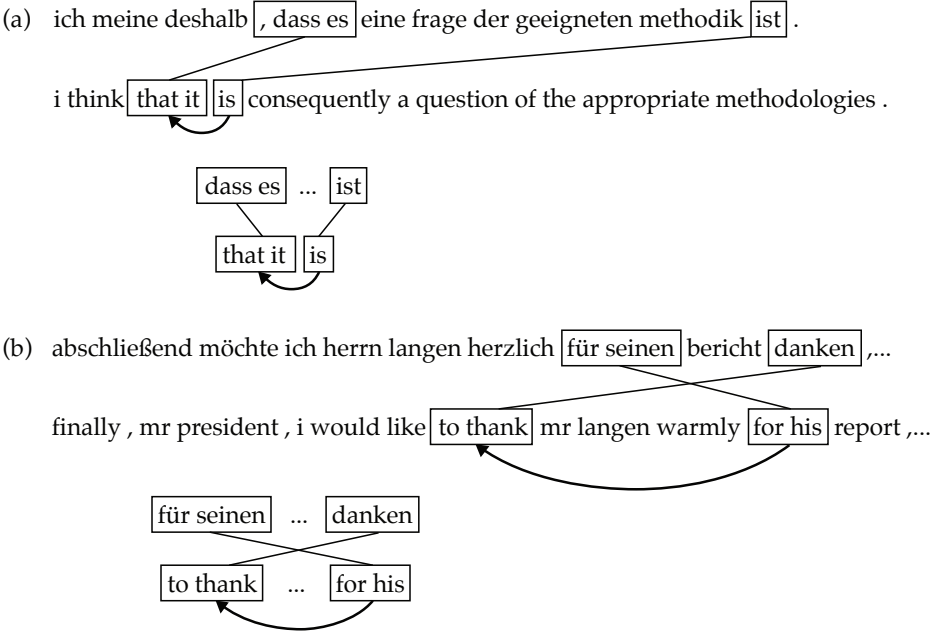 (a) ich meine deshalb , dass es eine frage der geeigneten methodik ist .
i think that it is consequently a question of the appropriate methodologies .
dass es ... ist
that it is
(b) abschließend möchte ich herrn langen herzlich für seinen bericht danken ,...
finally , mr president , i would like to thank mr langen warmly for his report ,...
für seinen ... danken
to thank ... for his